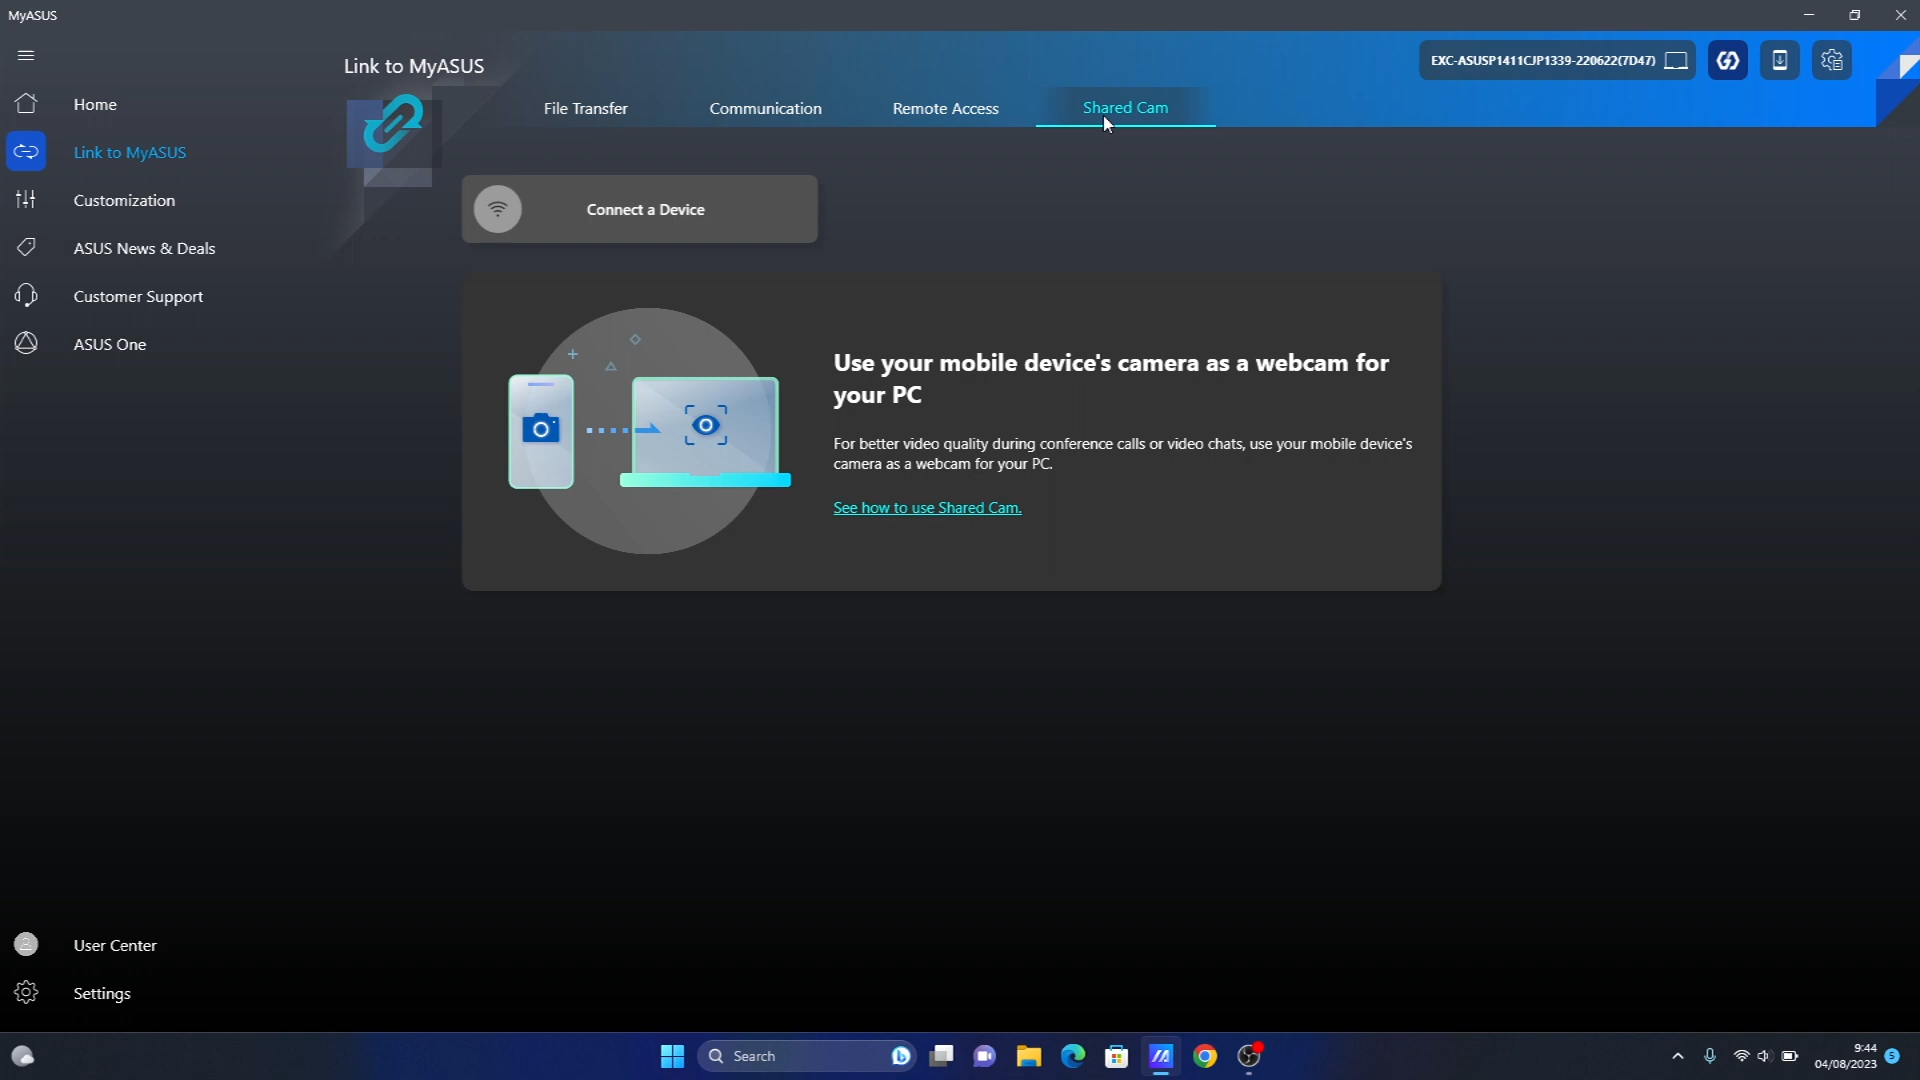 MyASUS
Link to MyASUS
EXC-ASUSP1411CJP1339-220622(7D47)
File Transfer
Communication
Remote Access
Shared Cam
Home
Link to MyASUS
Customization
ASUS News & Deals
Customer Support
ASUS One
Connect a Device
Use your mobile device's camera as a webcam for
your PC
For better video quality during conference calls or video chats, use your mobile device's
camera as a webcam for your PC.
See how to use Shared Cam.
User Center
Settings
Search
9:44
04/08/2023
5